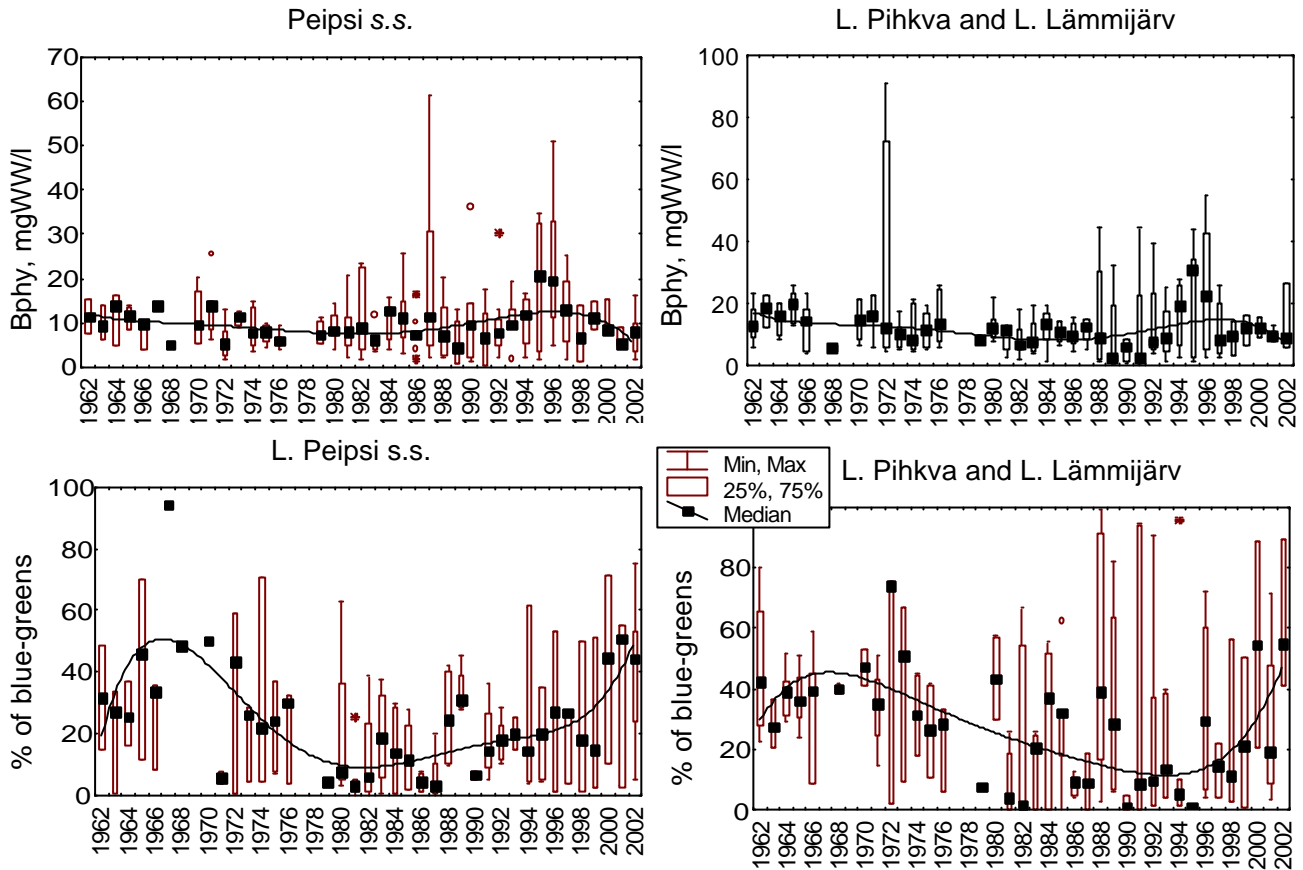 Peipsi s.s.
Bphy, mgWW/l
70
60
50
40
30
20
10
0
1962 1964 1966 1968 1970 1972 1974 1976 1978 1980 1982 1984 1986 1988 1990 1992 1994 1996 1998 2000 2002
L. Pihkva and L. Lämmijärv
Bphy, mgWW/l
100
80
60
40
20
0
1962 1964 1966 1968 1970 1972 1974 1976 1978 1980 1982 1984 1986 1988 1990 1992 1994 1996 1998 2000 2002
L. Peipsi s.s.
% of blue-greens
100
80
60
40
20
0
1962 1964 1966 1968 1970 1972 1974 1976 1978 1980 1982 1984 1986 1988 1990 1992 1994 1996 1998 2000 2002
Min, Max
25%, 75%
Median
L. Pihkva and L. Lämmijärv
% of blue-greens
80
60
40
20
0
1962 1964 1966 1968 1970 1972 1974 1976 1978 1980 1982 1984 1986 1988 1990 1992 1994 1996 1998 2000 2002